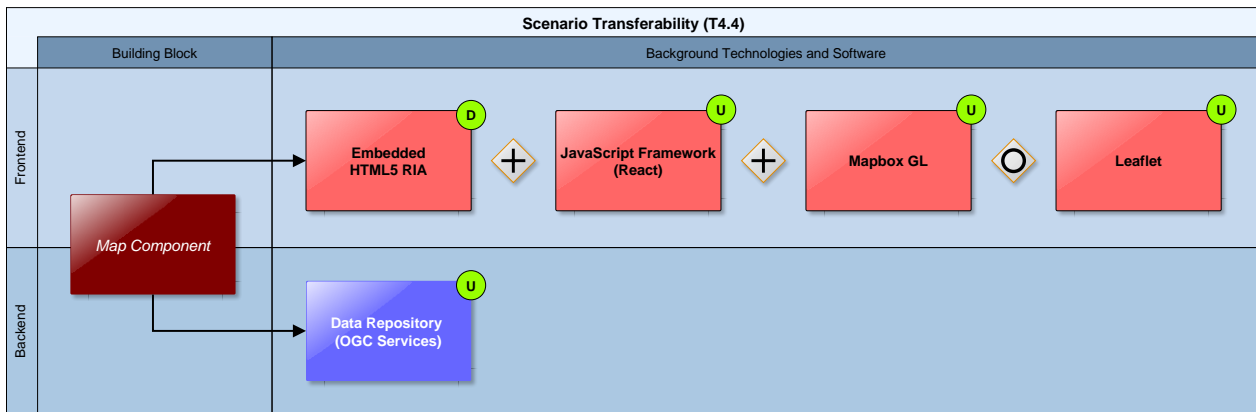 Scenario Transferability (T4.4)
Building Block
Background Technologies and Software
Frontend
D
Embedded
HTML5 RIA
U
JavaScript Framework
(React)
U
Mapbox GL
U
Leaflet
Map Component
Backend
U
Data Repository
(OGC Services)